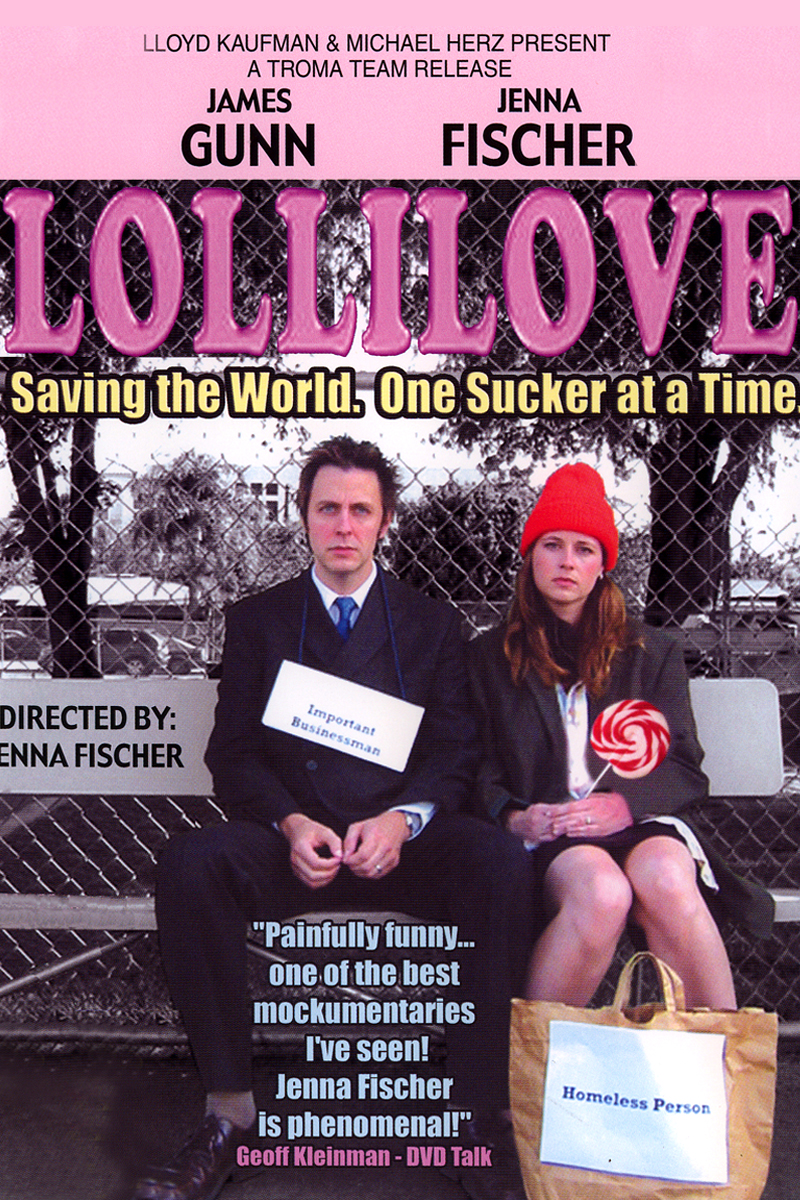 LLOYD KAUFMAN & MICHAEL HERZ PRESENT
A TROMA TEAM RELEASE
JAMES
GUNN
JENNA
FISCHER
LOLLILOVE
Saving the World. One Sucker at a Time.
Important
Businessman
DIRECTED BY:
ENNA FISCHER
"Painfully funny...
one of the best
mockumentaries
I've seen!
Jenna Fischer
is phenomenal!"
Geoff Kleinman - DVD Talk
Homeless Person